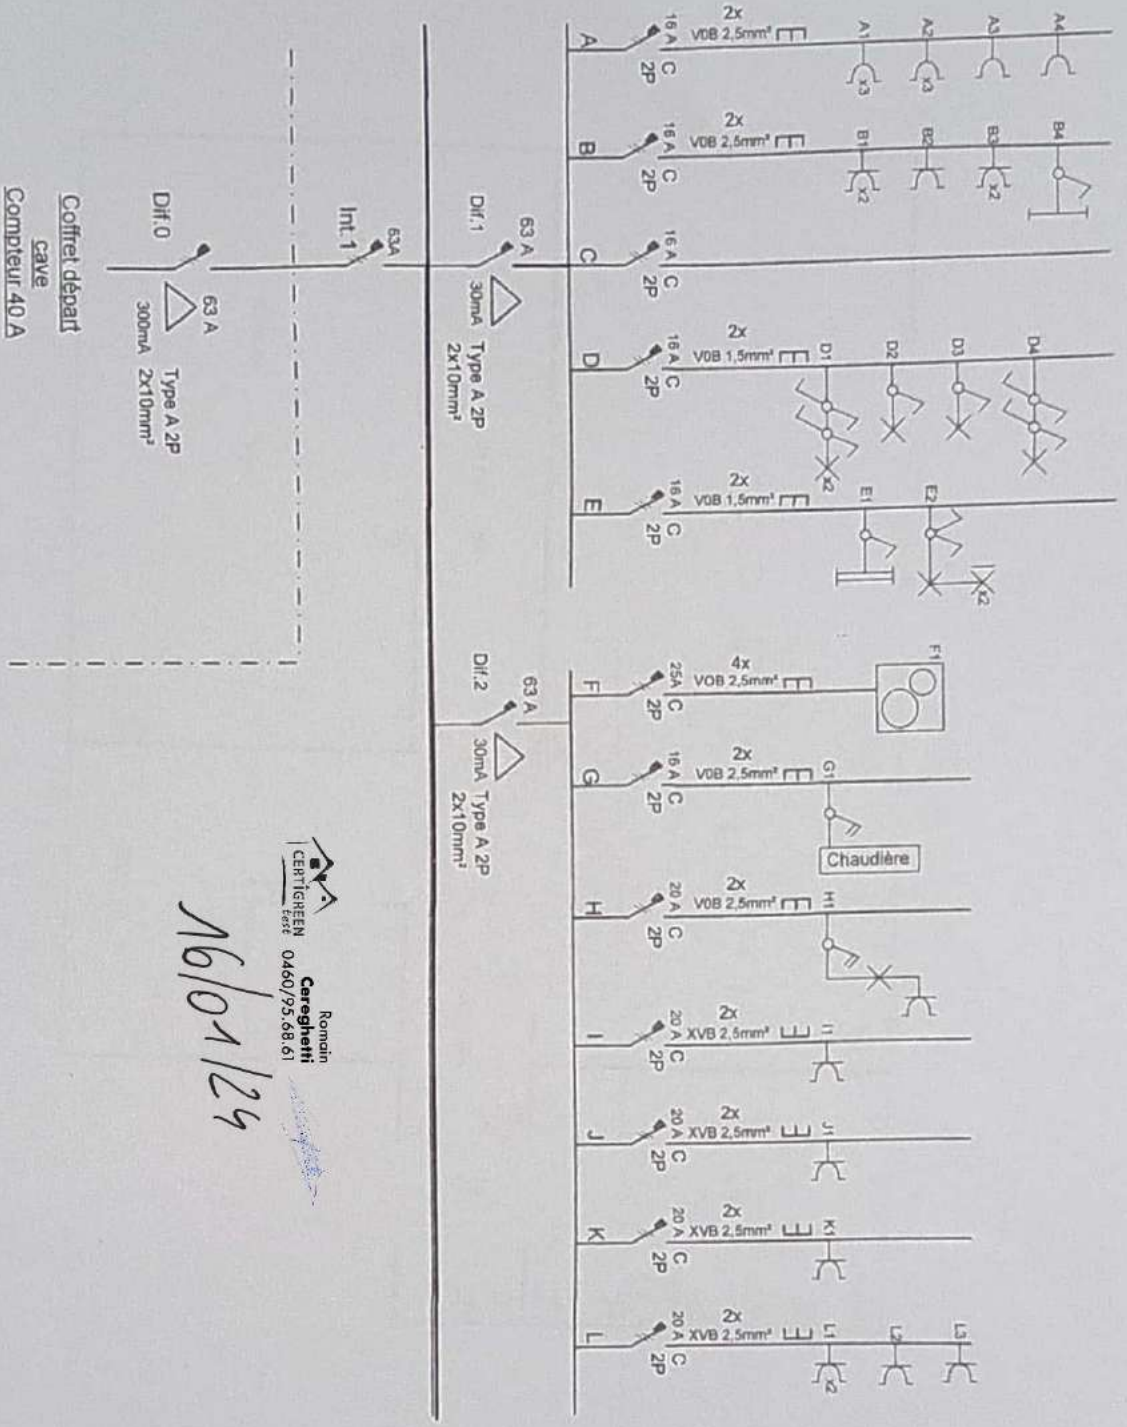 A
16 A
C
2P
2x
VOB 2,5mm²
A1
x3
A2
x3
A3
A4
B
16 A
C
2P
2x
VOB 2,5mm²
B1
x2
B2
B3
x2
B4
C
16 A
C
2P
D
16 A
C
2P
2x
VOB 1,5mm²
D1
x2
D2
D3
D4
E
16 A
C
2P
2x
VOB 1,5mm²
E1
E2
x2
F
25A
C
2P
4x
VOB 2,5mm²
F1
G
16 A
C
2P
2x
VOB 2,5mm²
G1
Chaudière
H
20 A
C
2P
2x
VOB 2,5mm²
H1
I
20 A
C
2P
2x
XVB 2,5mm²
I1
J
20 A
C
2P
2x
XVB 2,5mm²
J1
K
20 A
C
2P
2x
XVB 2,5mm²
K1
L
20 A
C
2P
2x
XVB 2,5mm²
L1
x2
L2
L3
Dif.1
63 A
30mA Type A 2P
2x10mm²
Dif.2
63 A
30mA Type A 2P
2x10mm²
Int.1
63A
Dif.0
63 A
Type A 2P
300mA 2x10mm²
Coffret départ
cave
Compteur 40 A
CERTIGREEN
test
Romain
Cereghetti
0460/95.68.61
16/01/24